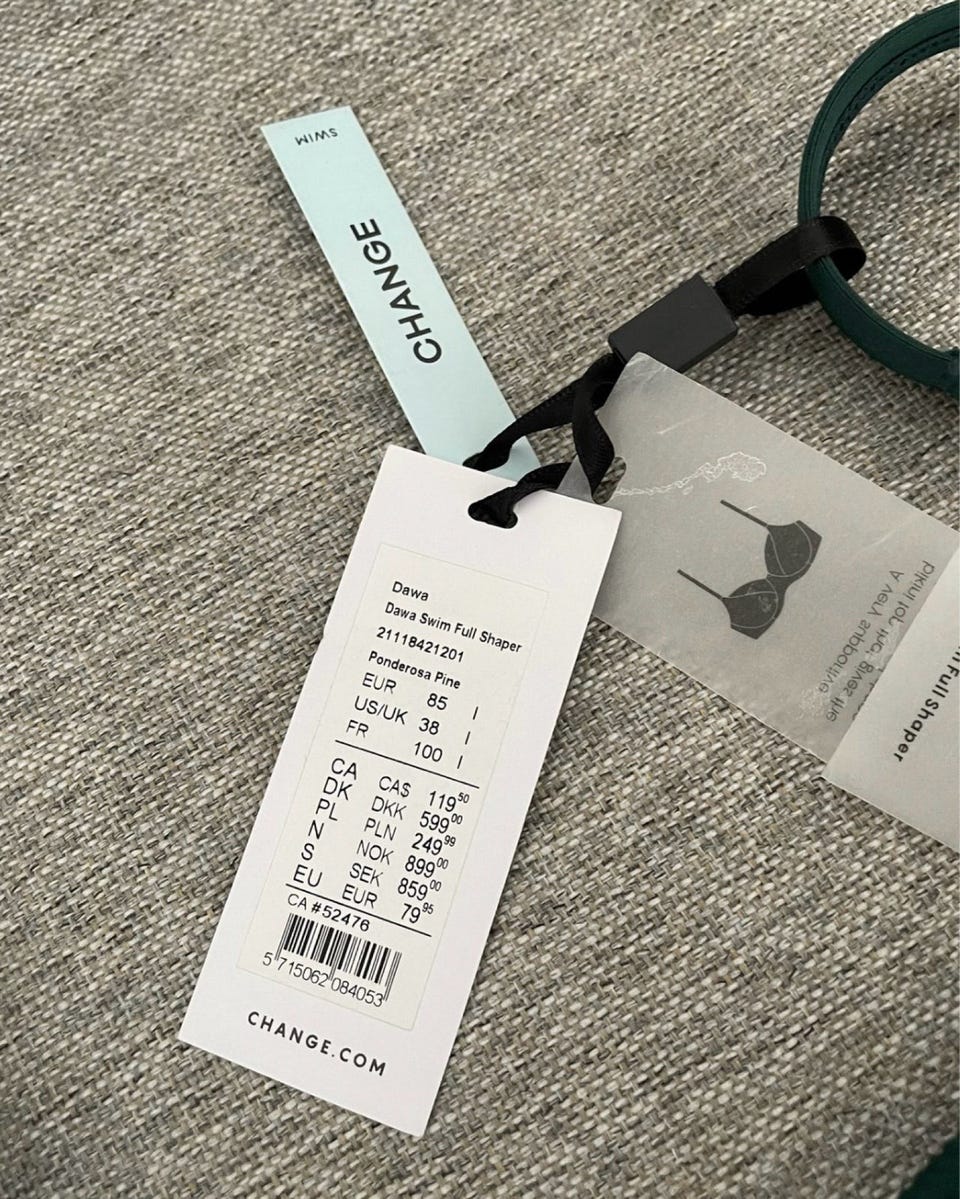 SWIM
CHANGE
Dawa
Dawa Swim Full Shaper
21118421201
Ponderosa Pine
EUR 85 I
US/UK 38 I
FR 100 I
CA CA$ 119⁵⁰
DK DKK 599⁰⁰
PL PLN 249⁹⁹
N NOK 899⁰⁰
S SEK 859⁰⁰
EU EUR 79⁹⁵
CA #52476
5 715062 084053
CHANGE.COM
A very supportive
bikini top that gives the
Full Shaper